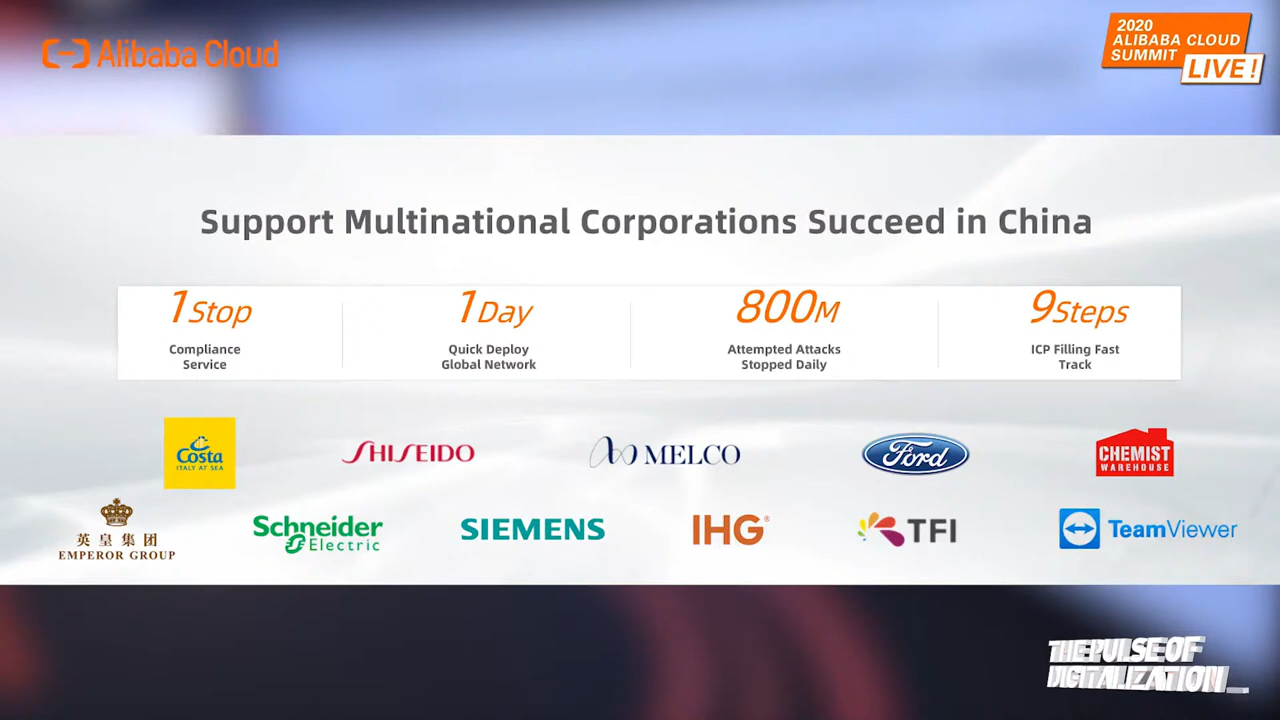 Alibaba Cloud
2020
ALIBABA CLOUD
SUMMIT
LIVE!
Support Multinational Corporations Succeed in China
1Stop
Compliance
Service
1Day
Quick Deploy
Global Network
800M
Attempted Attacks
Stopped Daily
9Steps
ICP Filling Fast
Track
Costa
ITALY AT SEA
SHISEIDO
MELCO
Ford
CHEMIST
WAREHOUSE
英皇集团
EMPEROR GROUP
Schneider
Electric
SIEMENS
IHG®
TFI
TeamViewer
THE PULSE OF
DIGITALIZATION_